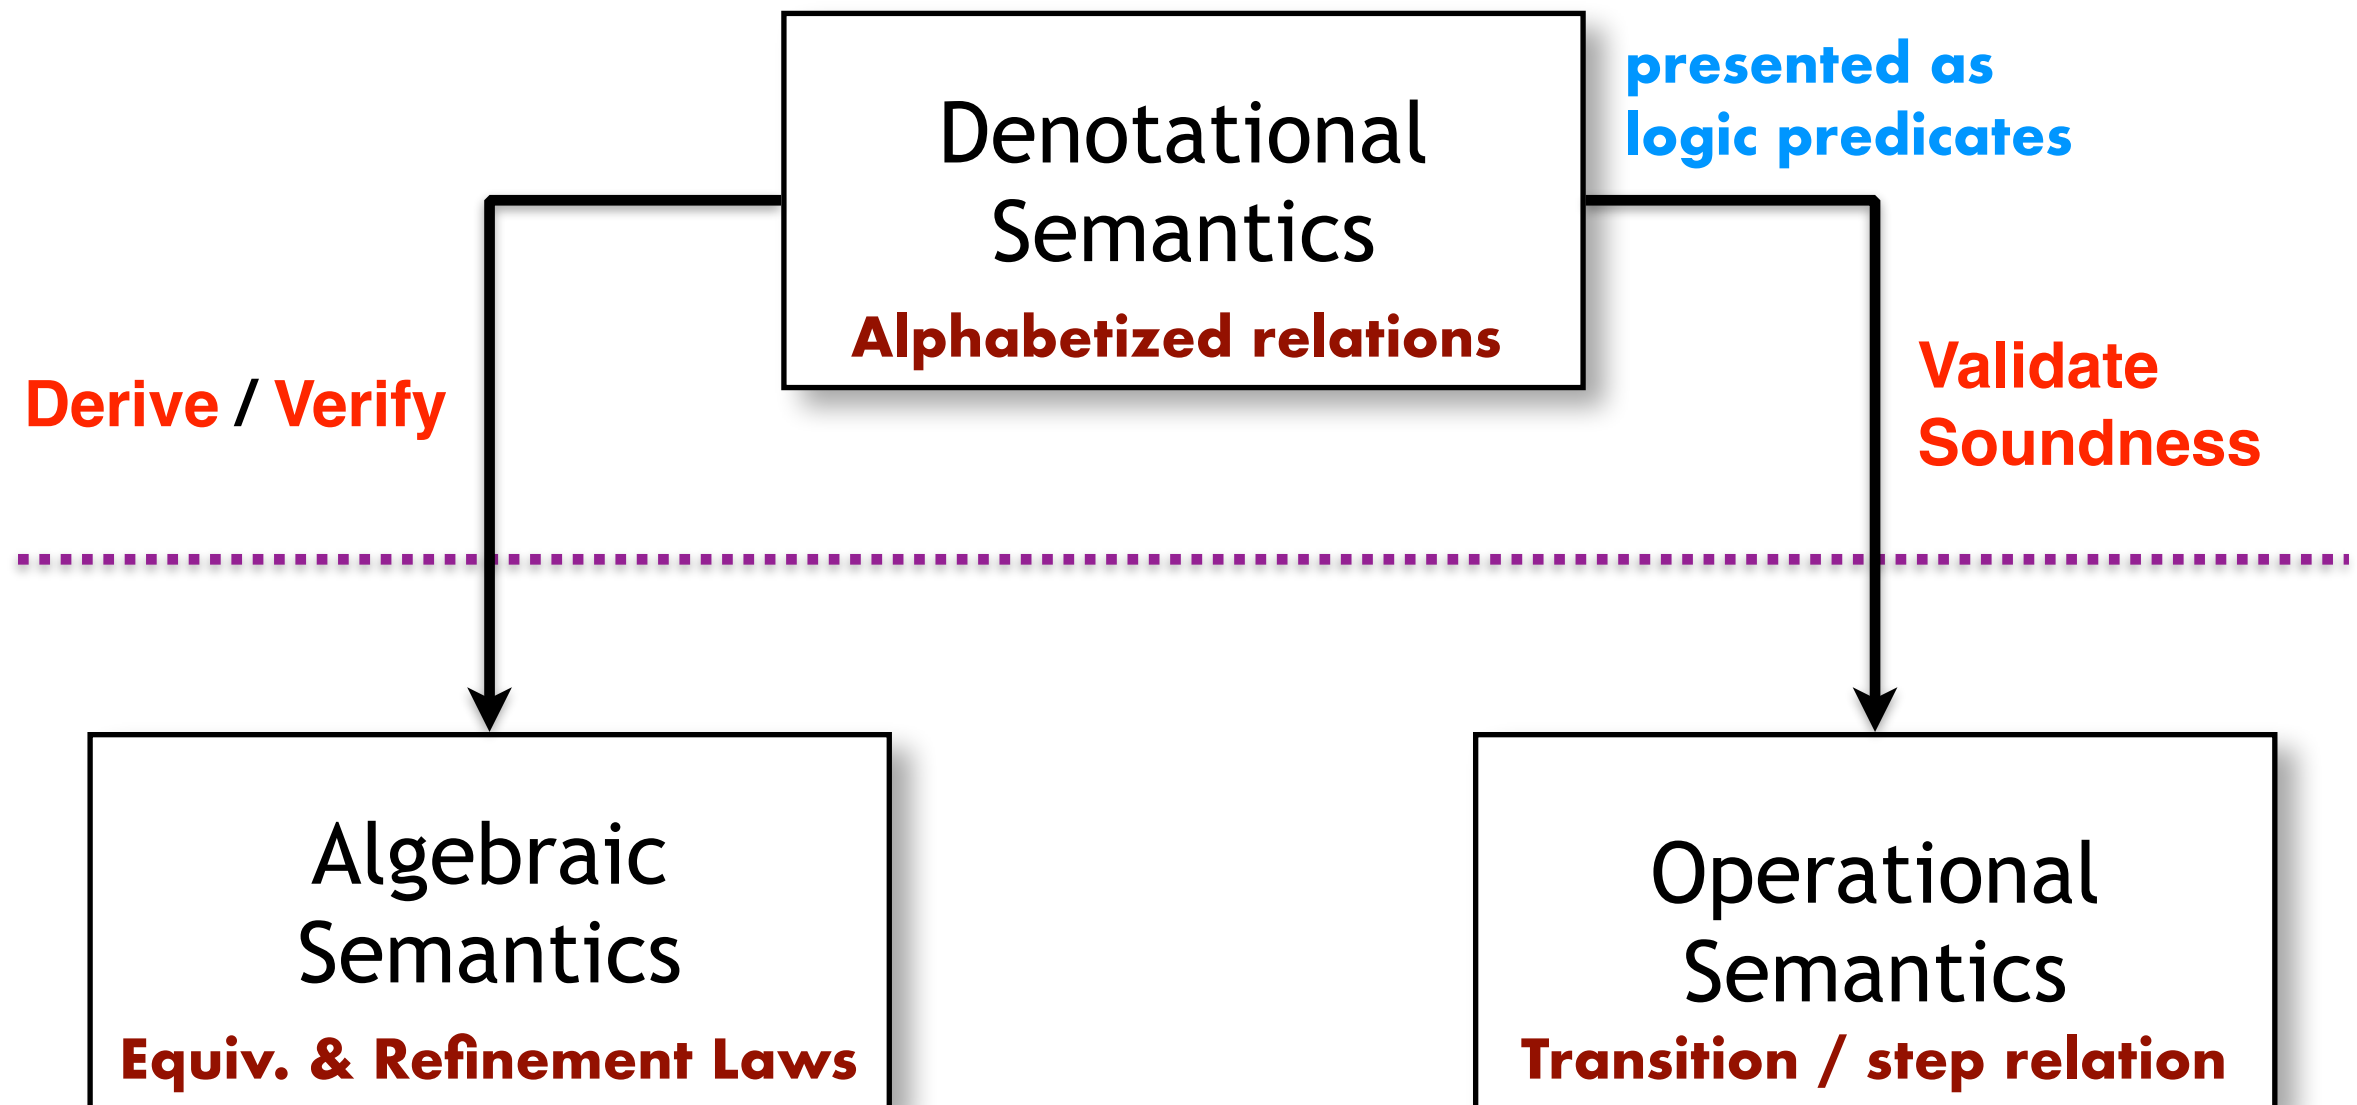 Denotational
Semantics
Alphabetized relations
presented as
logic predicates
Derive / Verify
Validate
Soundness
Algebraic
Semantics
Equiv. & Refinement Laws
Operational
Semantics
Transition / step relation